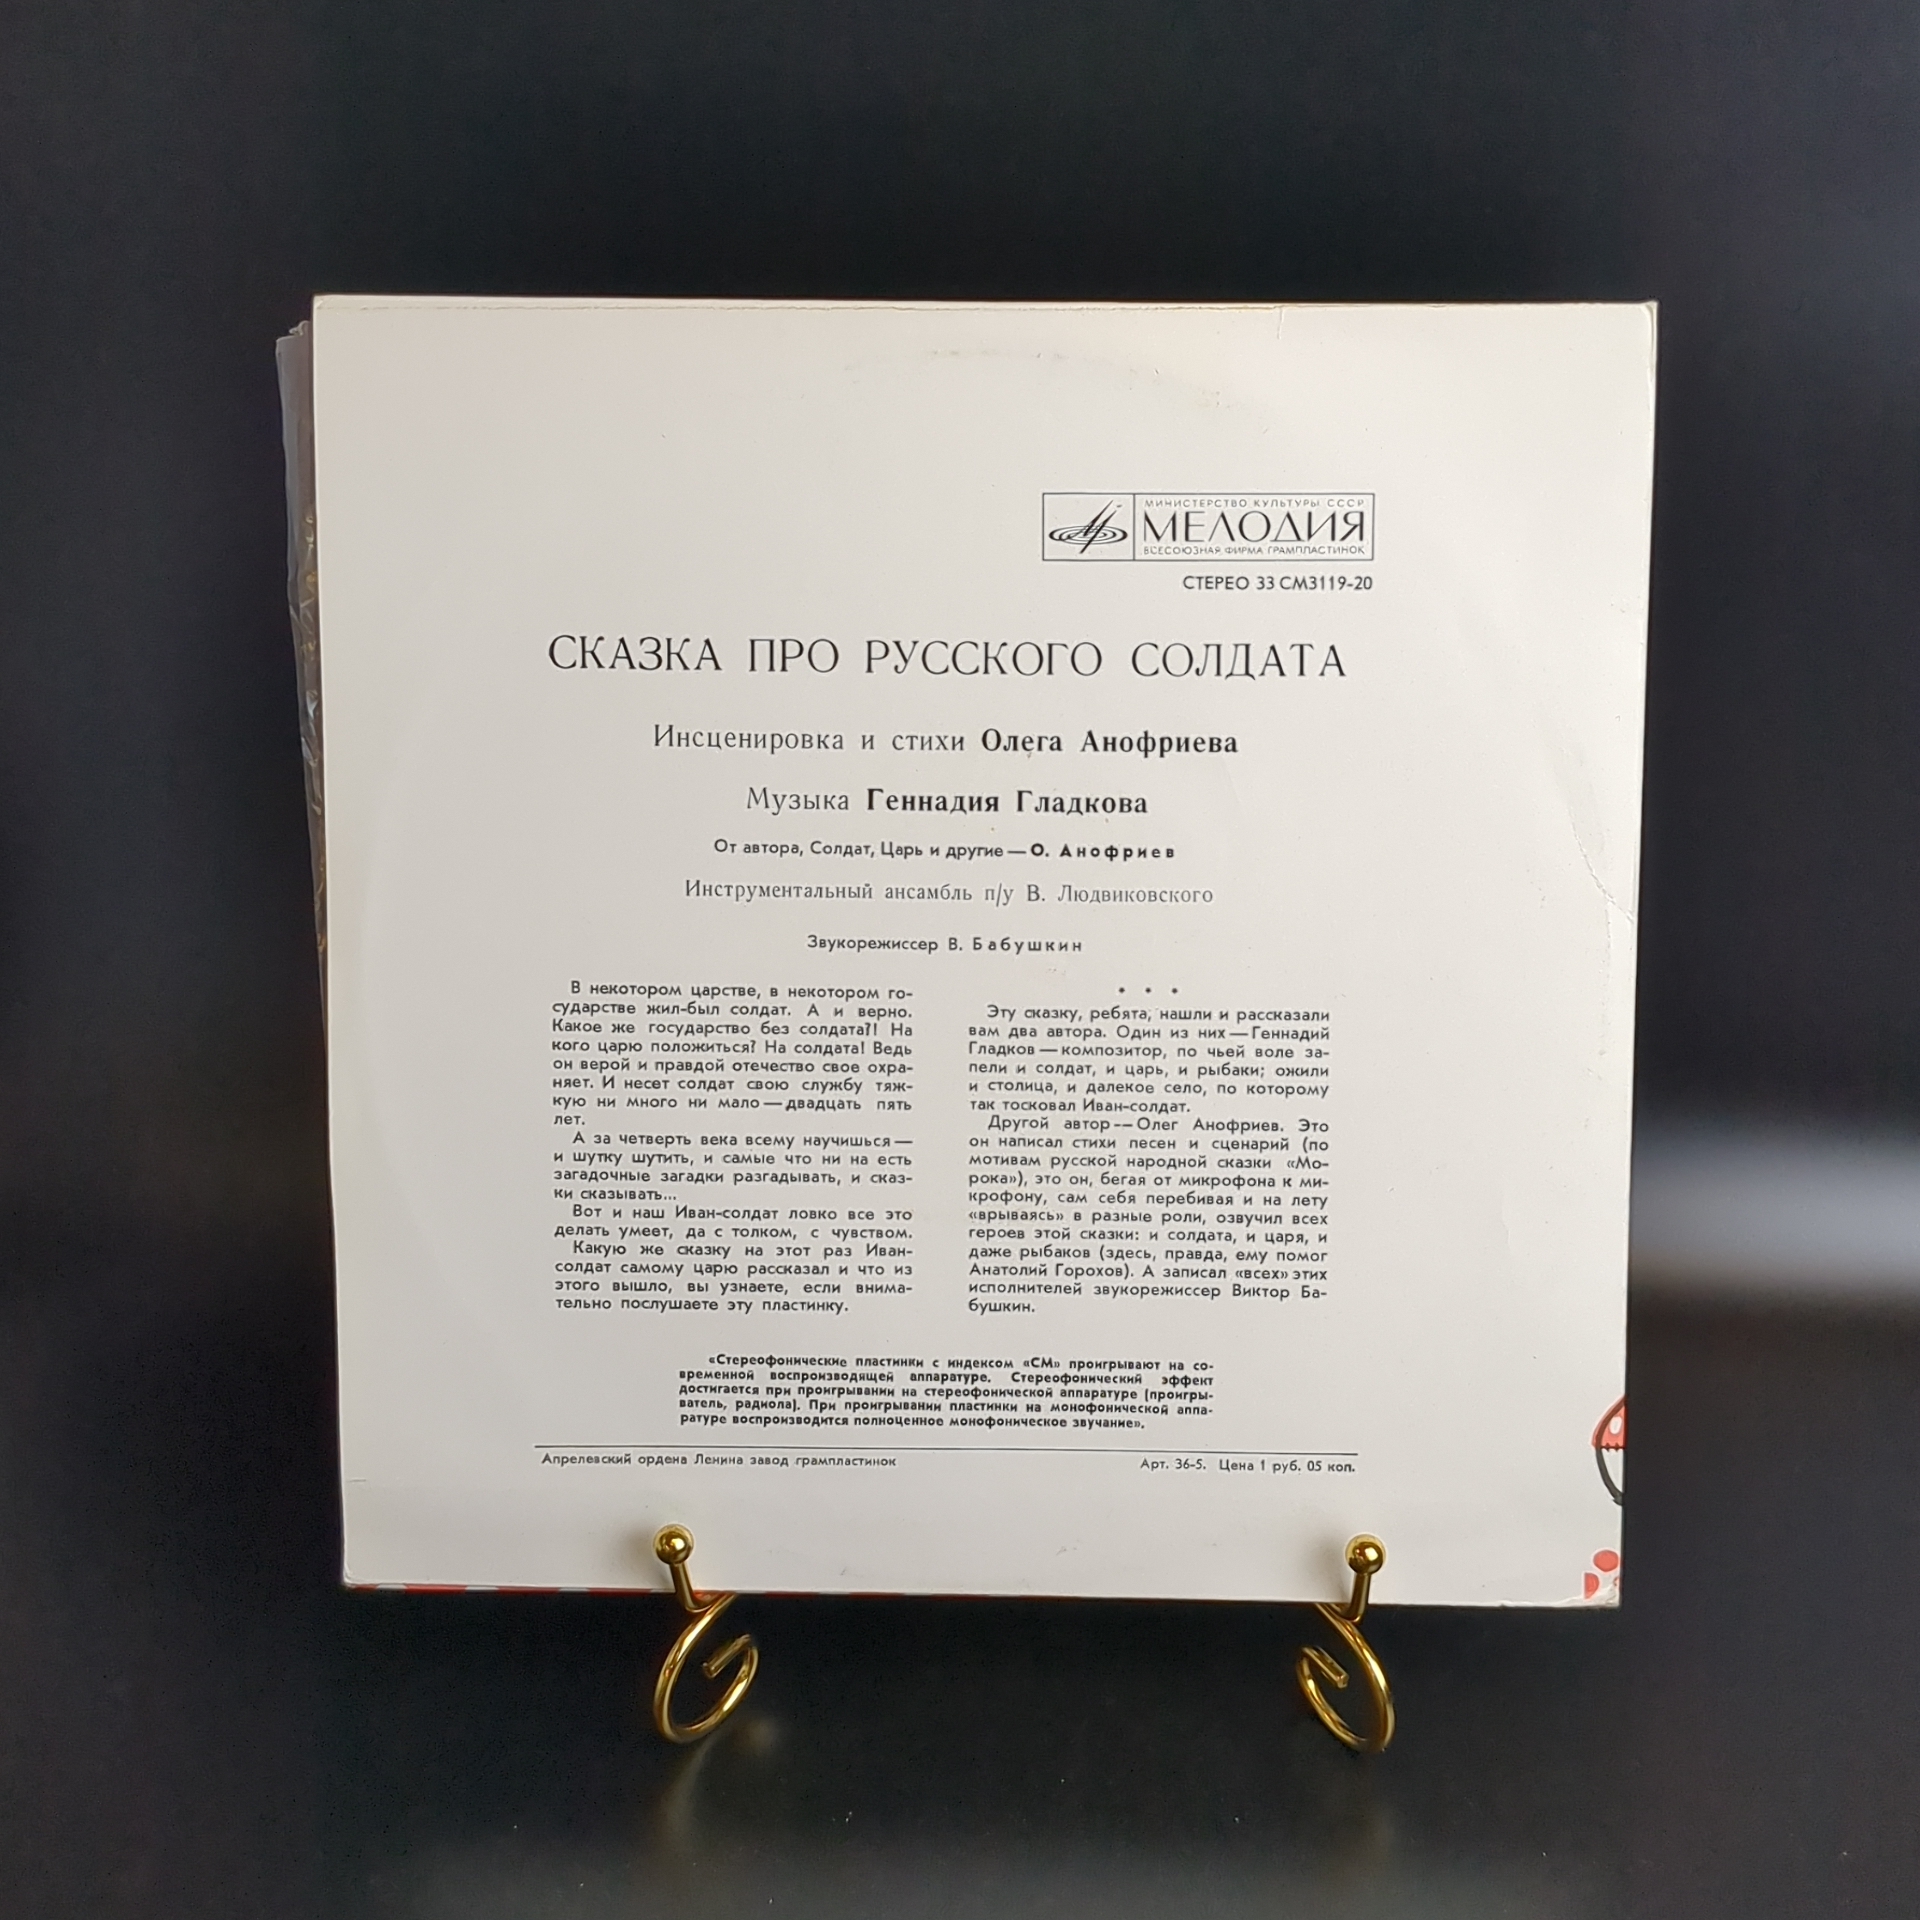 МИНИСТЕРСТВО КУЛЬТУРЫ СССР
МЕЛОДИЯ
ВСЕСОЮЗНАЯ ФИРМА ГРАМПЛАСТИНОК
СТЕРЕО 33 СМ3119-20
СКАЗКА ПРО РУССКОГО СОЛДАТА
Инсценировка и стихи Олега Анофриева
Музыка Геннадия Гладкова
От автора, Солдат, Царь и другие — О. Анофриев
Инструментальный ансамбль п/у В. Людвиковского
Звукорежиссер В. Бабушкин
В некотором царстве, в некотором го-
сударстве жил-был солдат. А и верно.
Какое же государство без солдата?! На
кого царю положиться? На солдата! Ведь
он верой и правдой отечество свое охра-
няет. И несет солдат свою службу тяж-
кую ни много ни мало — двадцать пять
лет.
А за четверть века всему научишься —
и шутку шутить, и самые что ни на есть
загадочные загадки разгадывать, и сказ-
ки сказывать...
Вот и наш Иван-солдат ловко все это
делать умеет, да с толком, с чувством.
Какую же сказку на этот раз Иван-
солдат самому царю рассказал и что из
этого вышло, вы узнаете, если внима-
тельно послушаете эту пластинку.
* * *
Эту сказку, ребята, нашли и рассказали
вам два автора. Один из них — Геннадий
Гладков — композитор, по чьей воле за-
пели и солдат, и царь, и рыбаки; ожили
и столица, и далекое село, по которому
так тосковал Иван-солдат.
Другой автор — Олег Анофриев. Это
он написал стихи песен и сценарий (по
мотивам русской народной сказки «Мо-
рока»), это он, бегая от микрофона к ми-
крофону, сам себя перебивая и на лету
«врываясь» в разные роли, озвучил всех
героев этой сказки: и солдата, и царя, и
даже рыбаков (здесь, правда, ему помог
Анатолий Горохов). А записал «всех» этих
исполнителей звукорежиссер Виктор Ба-
бушкин.
«Стереофонические пластинки с индексом «СМ» проигрывают на со-
временной воспроизводящей аппаратуре. Стереофонический эффект
достигается при проигрывании на стереофонической аппаратуре (проигры-
ватель, радиола). При проигрывании пластинки на монофонической аппа-
ратуре воспроизводится полноценное монофоническое звучание».
Апрелевский ордена Ленина завод грампластинок
Арт. 36-5. Цена 1 руб. 05 коп.